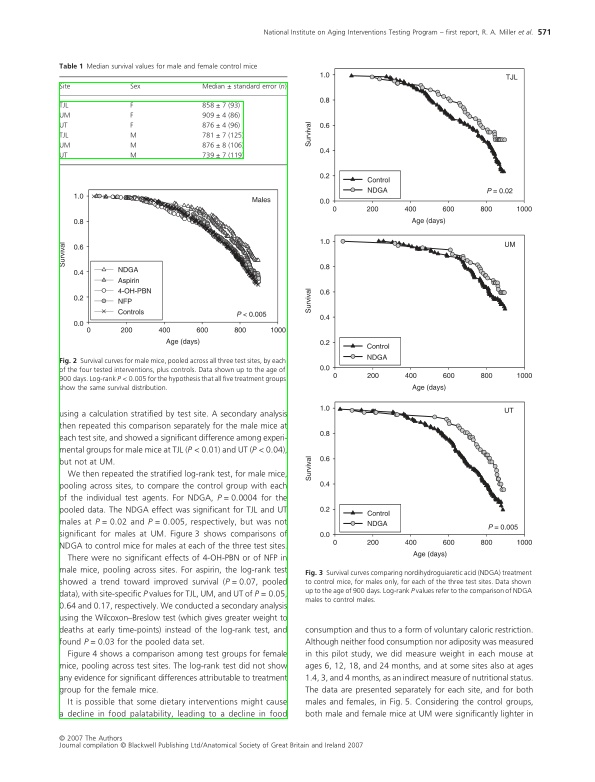 National Institute on Aging Interventions Testing Program – first report, R. A. Miller et al. 571
Table 1 Median survival values for male and female control mice
Site Sex Median ± standard error (n)
TJL F 858 ± 7 (93)
UM F 909 ± 4 (86)
UT F 876 ± 4 (96)
TJL M 781 ± 7 (125)
UM M 876 ± 8 (106)
UT M 739 ± 7 (119)
1.0
0.8
0.6
0.4
0.2
0.0
Survival
Males
NDGA
Aspirin
4-OH-PBN
NFP
Controls
P < 0.005
0 200 400 600 800 1000
Age (days)
Fig. 2 Survival curves for male mice, pooled across all three test sites, by each
of the four tested interventions, plus controls. Data shown up to the age of
900 days. Log-rank P < 0.005 for the hypothesis that all five treatment groups
show the same survival distribution.
using a calculation stratified by test site. A secondary analysis
then repeated this comparison separately for the male mice at
each test site, and showed a significant difference among experi-
mental groups for male mice at TJL (P < 0.01) and UT (P < 0.04),
but not at UM.
We then repeated the stratified log-rank test, for male mice,
pooling across sites, to compare the control group with each
of the individual test agents. For NDGA, P = 0.0004 for the
pooled data. The NDGA effect was significant for TJL and UT
males at P = 0.02 and P = 0.005, respectively, but was not
significant for males at UM. Figure 3 shows comparisons of
NDGA to control mice for males at each of the three test sites.
There were no significant effects of 4-OH-PBN or of NFP in
male mice, pooling across sites. For aspirin, the log-rank test
showed a trend toward improved survival (P = 0.07, pooled
data), with site-specific P values for TJL, UM, and UT of P = 0.05,
0.64 and 0.17, respectively. We conducted a secondary analysis
using the Wilcoxon–Breslow test (which gives greater weight to
deaths at early time-points) instead of the log-rank test, and
found P = 0.03 for the pooled data set.
Figure 4 shows a comparison among test groups for female
mice, pooling across test sites. The log-rank test did not show
any evidence for significant differences attributable to treatment
group for the female mice.
It is possible that some dietary interventions might cause
a decline in food palatability, leading to a decline in food
1.0
0.8
0.6
0.4
0.2
0.0
Survival
TJL
Control
NDGA
P = 0.02
0 200 400 600 800 1000
Age (days)
1.0
0.8
0.6
0.4
0.2
0.0
Survival
UM
Control
NDGA
0 200 400 600 800 1000
Age (days)
1.0
0.8
0.6
0.4
0.2
0.0
Survival
UT
Control
NDGA
P = 0.005
0 200 400 600 800 1000
Age (days)
Fig. 3 Survival curves comparing nordihydroguiaretic acid (NDGA) treatment
to control mice, for males only, for each of the three test sites. Data shown
up to the age of 900 days. Log-rank P values refer to the comparison of NDGA
males to control males.
consumption and thus to a form of voluntary caloric restriction.
Although neither food consumption nor adiposity was measured
in this pilot study, we did measure weight in each mouse at
ages 6, 12, 18, and 24 months, and at some sites also at ages
1.4, 3, and 4 months, as an indirect measure of nutritional status.
The data are presented separately for each site, and for both
males and females, in Fig. 5. Considering the control groups,
both male and female mice at UM were significantly lighter in
© 2007 The Authors
Journal compilation © Blackwell Publishing Ltd/Anatomical Society of Great Britain and Ireland 2007